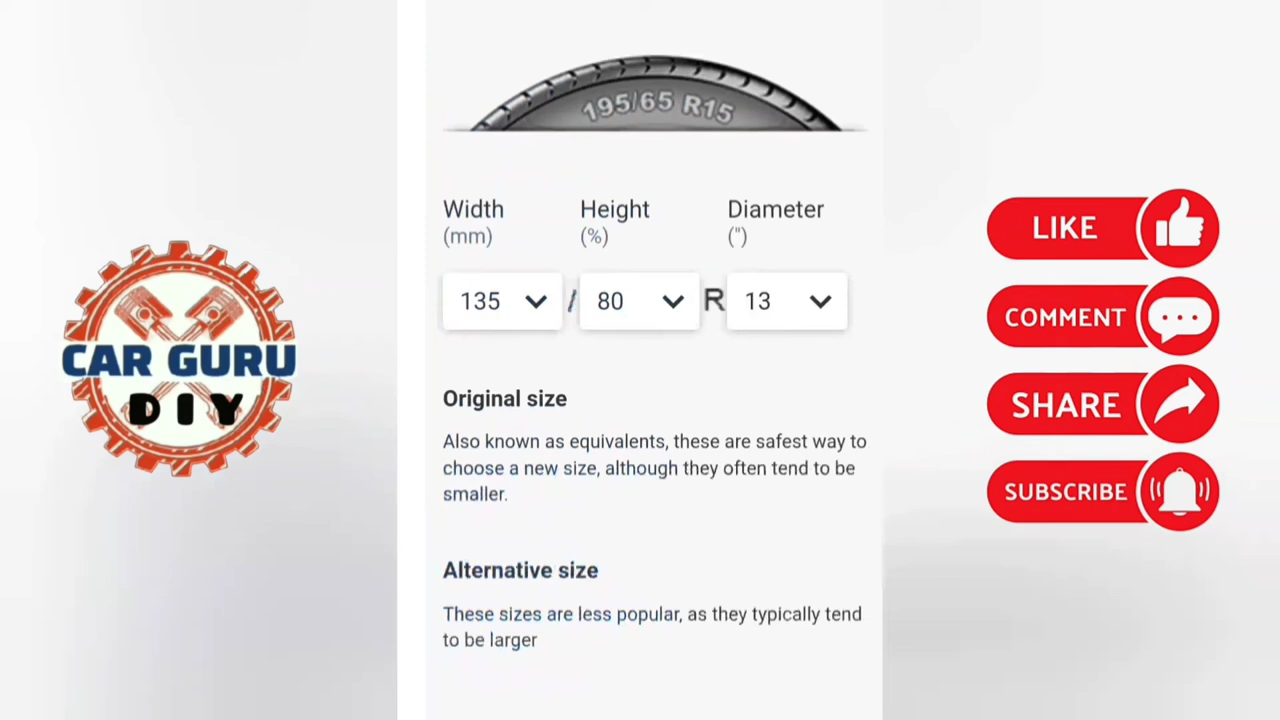 195/65 R15
Width Height Diameter
(mm) (%) (")
135 / 80 R 13
Original size
Also known as equivalents, these are safest way to
choose a new size, although they often tend to be
smaller.
Alternative size
These sizes are less popular, as they typically tend
to be larger
CAR GURU
DIY
LIKE
COMMENT
SHARE
SUBSCRIBE